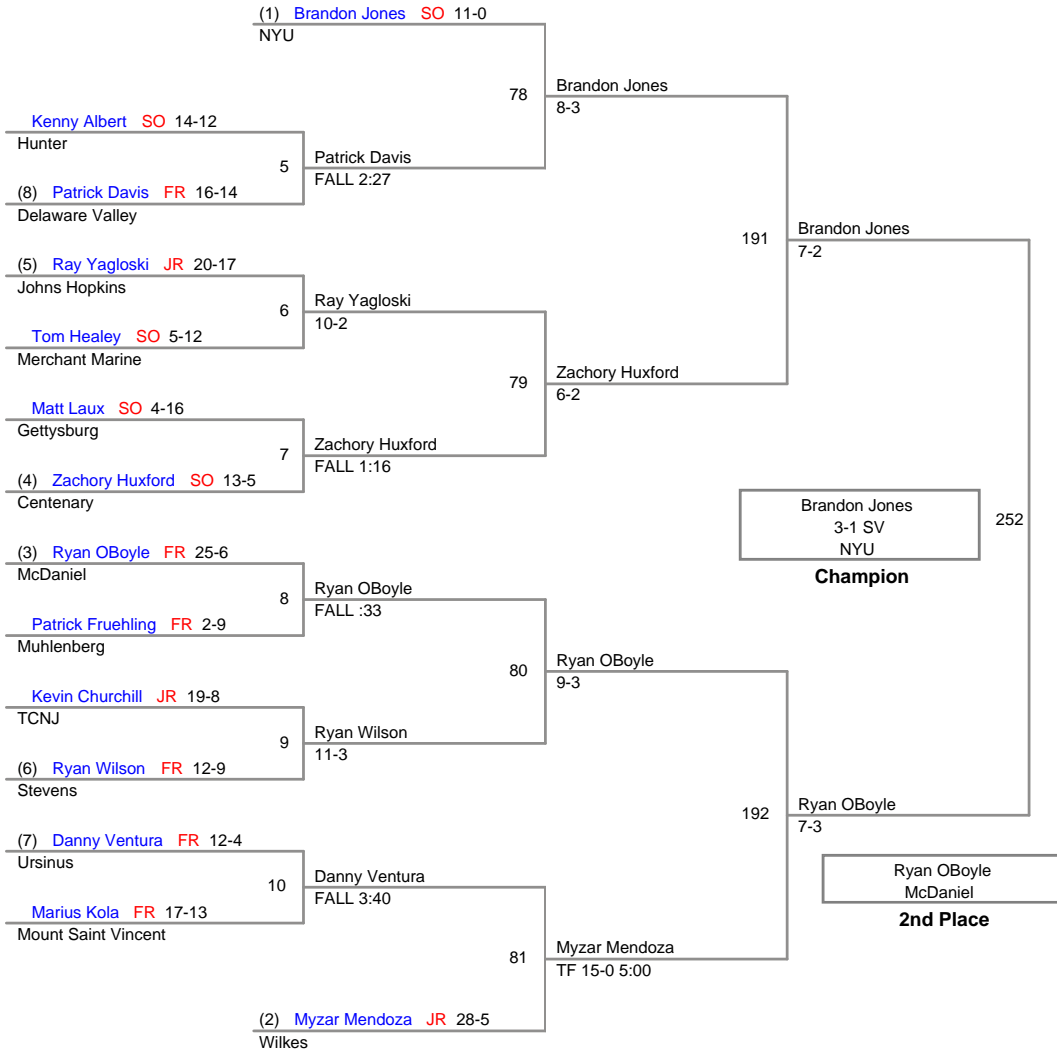 (1) Brandon Jones SO 11-0
NYU
78
Brandon Jones
8-3
Kenny Albert SO 14-12
Hunter
5
Patrick Davis
FALL 2:27
(8) Patrick Davis FR 16-14
Delaware Valley
191
Brandon Jones
7-2
(5) Ray Yagloski JR 20-17
Johns Hopkins
6
Ray Yagloski
10-2
Tom Healey SO 5-12
Merchant Marine
79
Zachory Huxford
6-2
Matt Laux SO 4-16
Gettysburg
7
Zachory Huxford
FALL 1:16
(4) Zachory Huxford SO 13-5
Centenary
Brandon Jones
3-1 SV
NYU
Champion
252
(3) Ryan OBoyle FR 25-6
McDaniel
8
Ryan OBoyle
FALL :33
Patrick Fruehling FR 2-9
Muhlenberg
80
Ryan OBoyle
9-3
Kevin Churchill JR 19-8
TCNJ
9
Ryan Wilson
11-3
(6) Ryan Wilson FR 12-9
Stevens
192
Ryan OBoyle
7-3
(7) Danny Ventura FR 12-4
Ursinus
10
Danny Ventura
FALL 3:40
Ryan OBoyle
McDaniel
2nd Place
Marius Kola FR 17-13
Mount Saint Vincent
81
Myzar Mendoza
TF 15-0 5:00
(2) Myzar Mendoza JR 28-5
Wilkes